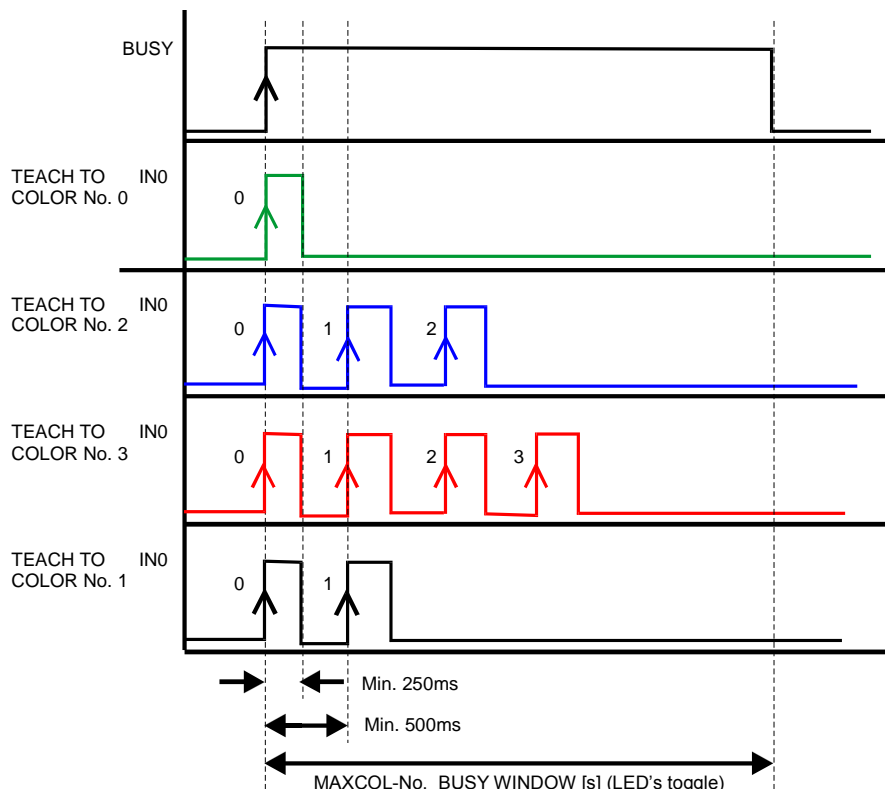 BUSY
TEACH TO IN0
COLOR No. 0
0
TEACH TO IN0
COLOR No. 2
0 1 2
TEACH TO IN0
COLOR No. 3
0 1 2 3
TEACH TO IN0
COLOR No. 1
0 1
Min. 250ms
Min. 500ms
MAXCOL-No. BUSY WINDOW [s] (LED's toggle)